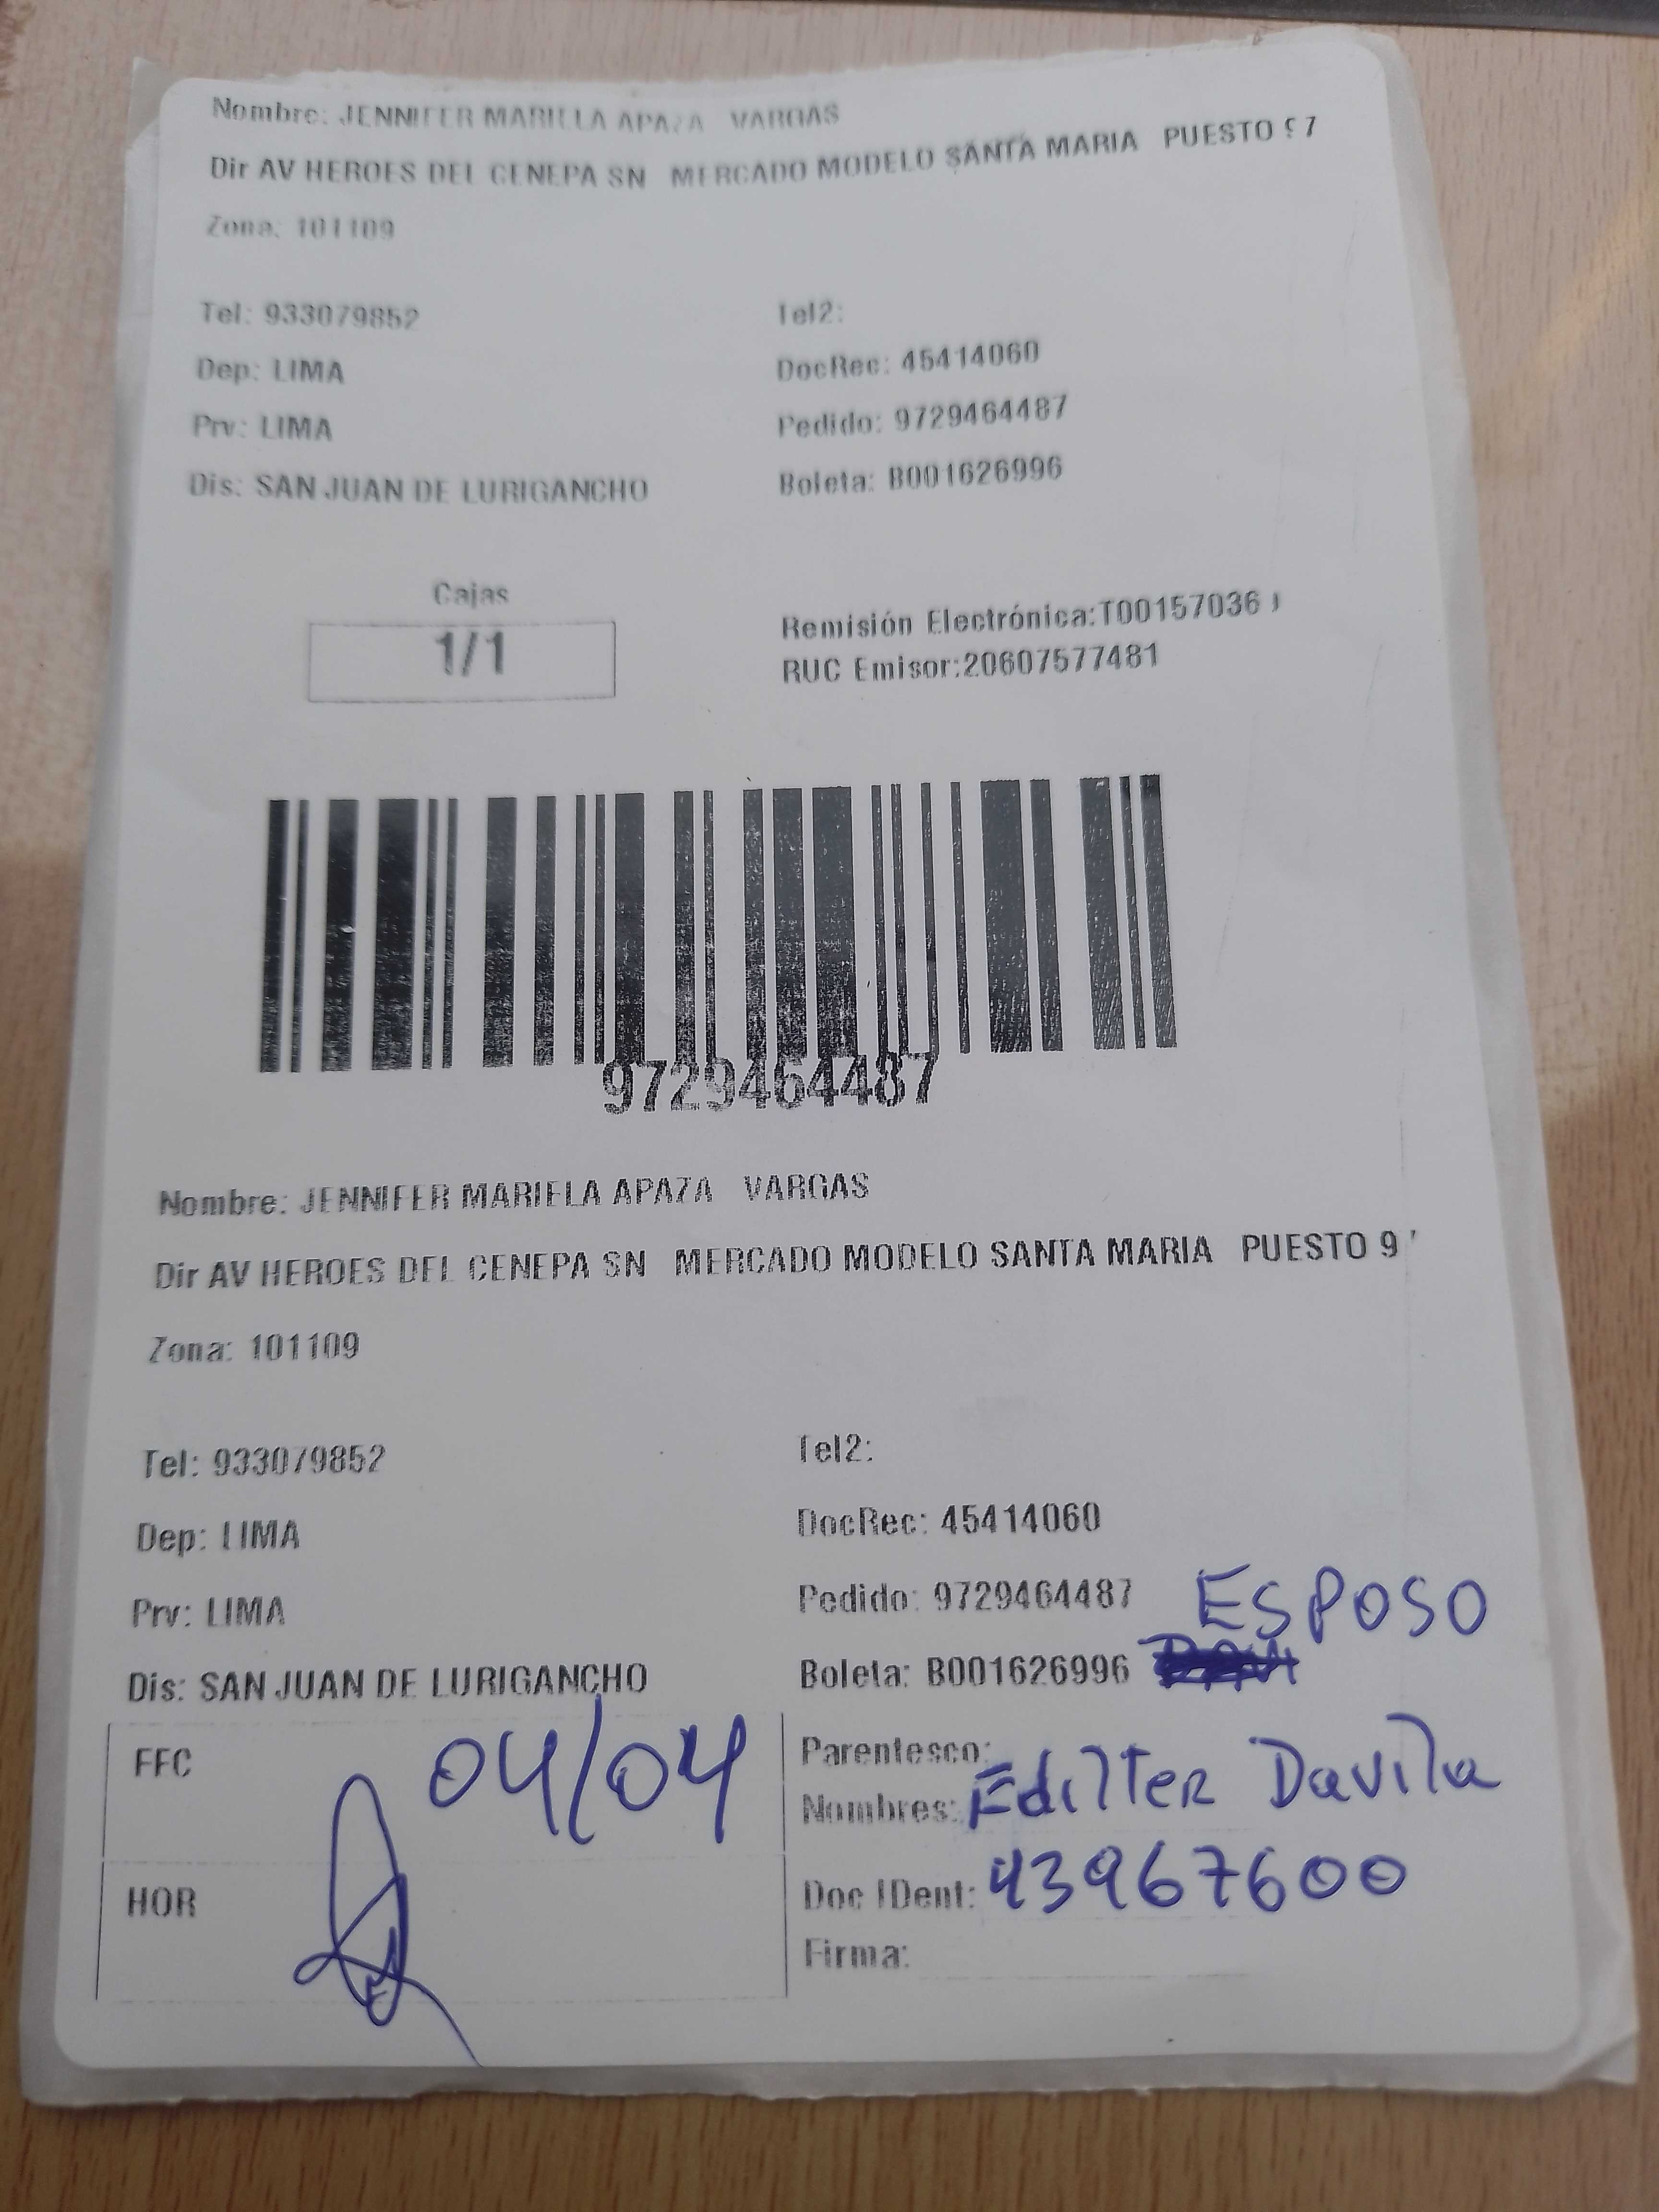 Nombre: JENNIFER MARIELA APAZA VARGAS
Dir AV HEROES DEL CENEPA SN MERCADO MODELO SANTA MARIA PUESTO 97
Zona: 101109
Tel: 933079852 Tel2:
Dep: LIMA DocRec: 45414060
Prv: LIMA Pedido: 9729464487
Dis: SAN JUAN DE LURIGANCHO Boleta: B001626996
Cajas
1/1
Remisión Electrónica:T00157036
RUC Emisor:20607577481
9729464487
Nombre: JENNIFER MARIELA APAZA VARGAS
Dir AV HEROES DEL CENEPA SN MERCADO MODELO SANTA MARIA PUESTO 9
Zona: 101109
Tel: 933079852 Tel2:
Dep: LIMA DocRec: 45414060
Prv: LIMA Pedido: 9729464487 ESPOSO
Dis: SAN JUAN DE LURIGANCHO Boleta: B001626996
FFC 04/04 Parentesco:
Nombres: Edilter Davila
HOR Doc IDent: 43967600
Firma: